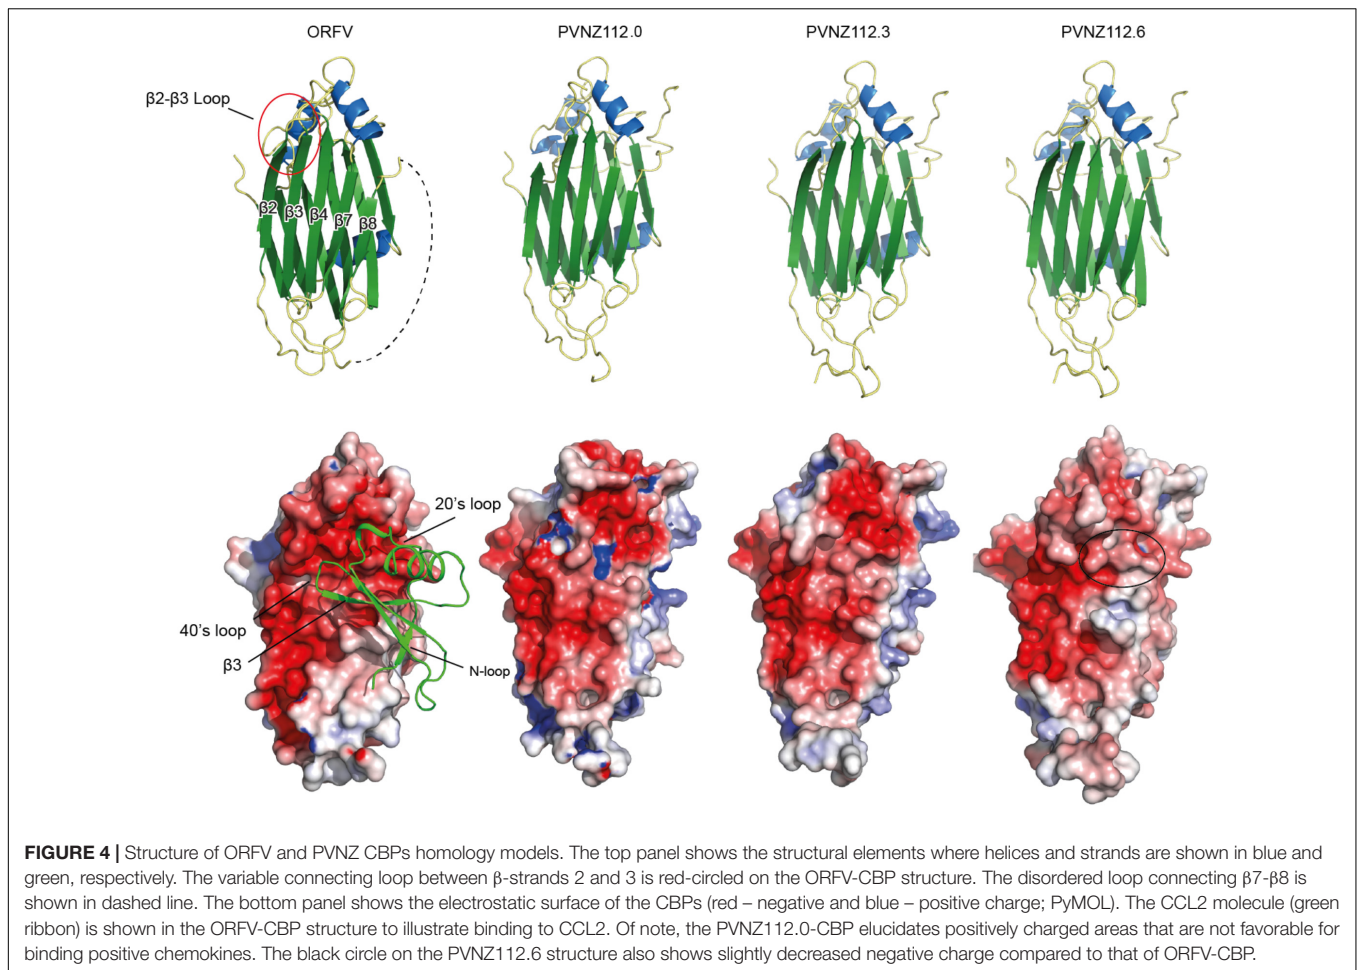 ORFV
PVNZ112.0
PVNZ112.3
PVNZ112.6
β2-β3 Loop
β2
β3
β4
β7
β8
20's loop
40's loop
β3
N-loop
FIGURE 4 | Structure of ORFV and PVNZ CBPs homology models. The top panel shows the structural elements where helices and strands are shown in blue and
green, respectively. The variable connecting loop between β-strands 2 and 3 is red-circled on the ORFV-CBP structure. The disordered loop connecting β7-β8 is
shown in dashed line. The bottom panel shows the electrostatic surface of the CBPs (red – negative and blue – positive charge; PyMOL). The CCL2 molecule (green
ribbon) is shown in the ORFV-CBP structure to illustrate binding to CCL2. Of note, the PVNZ112.0-CBP elucidates positively charged areas that are not favorable for
binding positive chemokines. The black circle on the PVNZ112.6 structure also shows slightly decreased negative charge compared to that of ORFV-CBP.